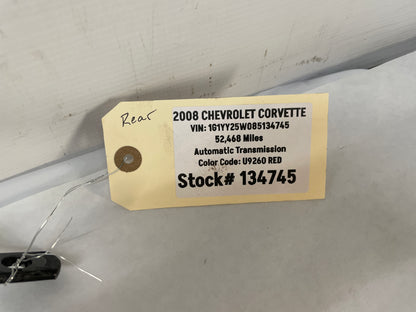 Rear
2008 CHEVROLET CORVETTE
VIN: 1G1YY25W085134745
52,468 Miles
Automatic Transmission
Color Code: U9260 RED
Stock# 134745